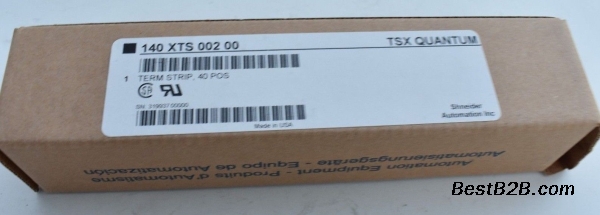 140 XTS 002 00
TSX QUANTUM
1 TERM STRIP, 40 POS
Shneider
Automation Inc
Made in USA
Automation Equipment - Produits d'Automatisme
Automatisierungsgeräte - Equipo de Automatización
BestB2B.com